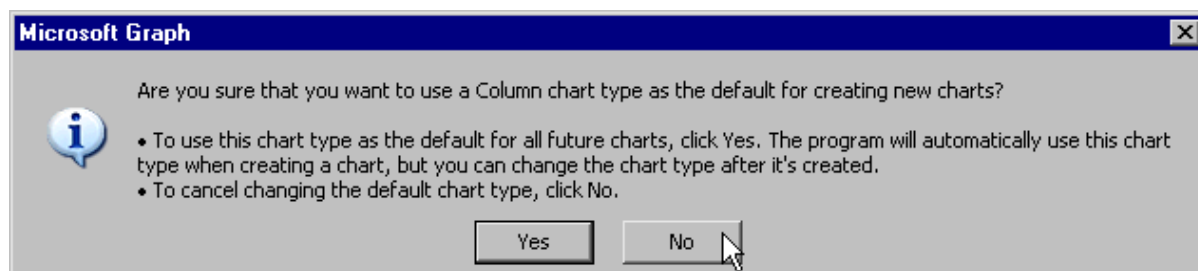 Microsoft Graph
Are you sure that you want to use a Column chart type as the default for creating new charts?
• To use this chart type as the default for all future charts, click Yes. The program will automatically use this chart
type when creating a chart, but you can change the chart type after it's created.
• To cancel changing the default chart type, click No.
Yes No